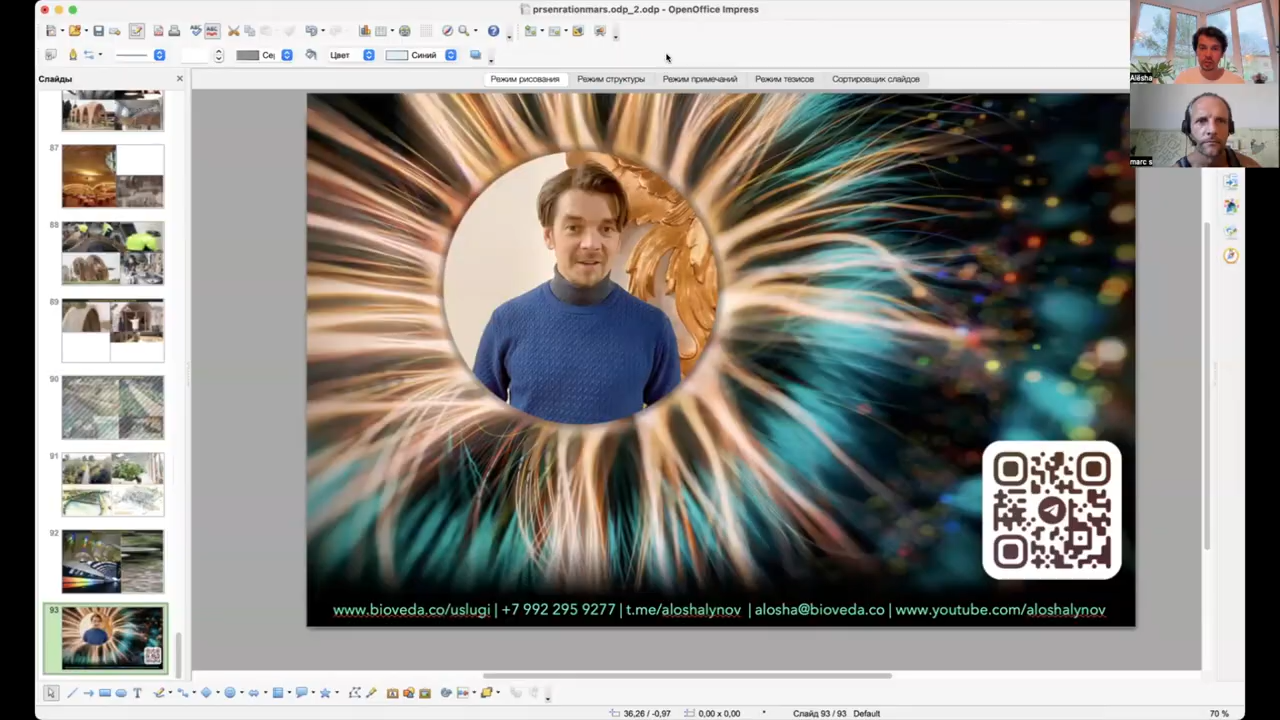 prsenrationmars.odp_2.odp - OpenOffice Impress
Се
Цвет
Синий
Alësha
Слайды
Режим рисования
Режим структуры
Режим примечаний
Режим тезисов
Сортировщик слайдов
marc s
87
88
89
90
91
92
93
www.bioveda.co/uslugi | +7 992 295 9277 | t.me/aloshalynov | alosha@bioveda.co | www.youtube.com/aloshalynov
36,26 / -0,97
0,00 x 0,00
*
Слайд 93 / 93
Default
70 %